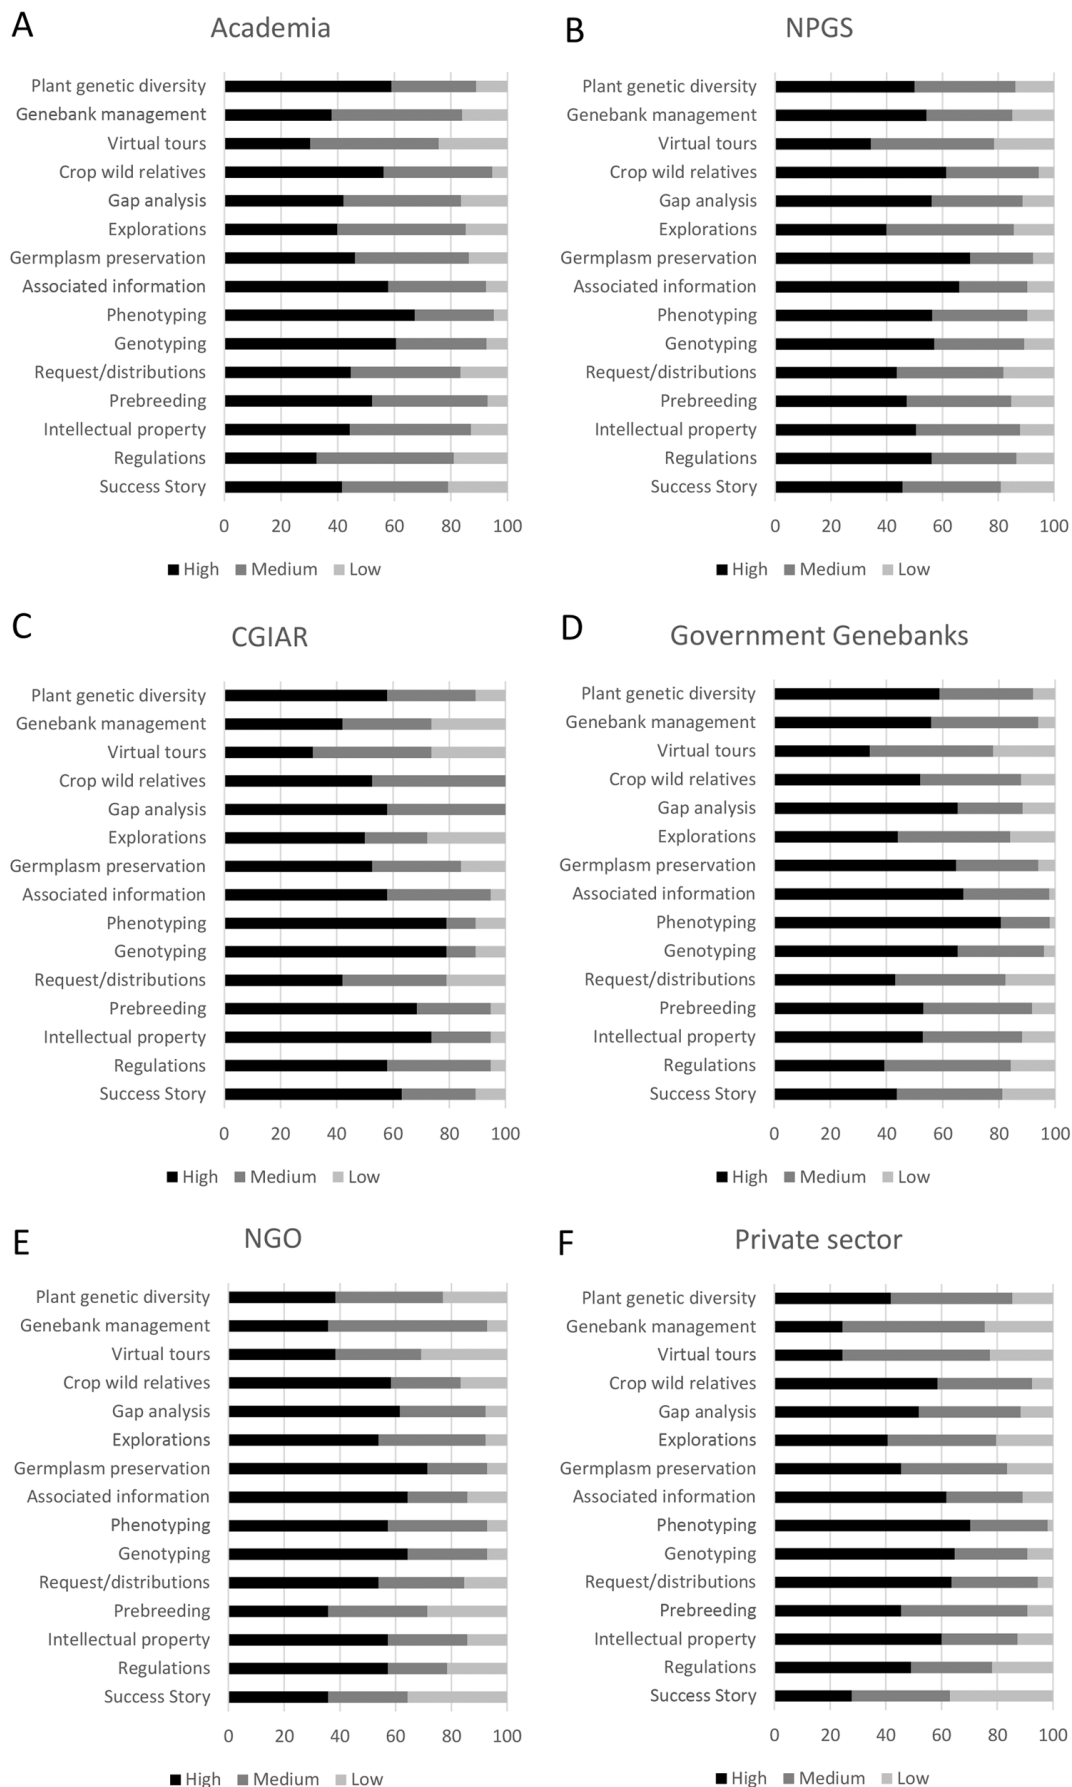 A
Academia
Plant genetic diversity
Genebank management
Virtual tours
Crop wild relatives
Gap analysis
Explorations
Germplasm preservation
Associated information
Phenotyping
Genotyping
Request/distributions
Prebreeding
Intellectual property
Regulations
Success Story
0 20 40 60 80 100
High Medium Low
B
NPGS
Plant genetic diversity
Genebank management
Virtual tours
Crop wild relatives
Gap analysis
Explorations
Germplasm preservation
Associated information
Phenotyping
Genotyping
Request/distributions
Prebreeding
Intellectual property
Regulations
Success Story
0 20 40 60 80 100
High Medium Low
C
CGIAR
Plant genetic diversity
Genebank management
Virtual tours
Crop wild relatives
Gap analysis
Explorations
Germplasm preservation
Associated information
Phenotyping
Genotyping
Request/distributions
Prebreeding
Intellectual property
Regulations
Success Story
0 20 40 60 80 100
High Medium Low
D
Government Genebanks
Plant genetic diversity
Genebank management
Virtual tours
Crop wild relatives
Gap analysis
Explorations
Germplasm preservation
Associated information
Phenotyping
Genotyping
Request/distributions
Prebreeding
Intellectual property
Regulations
Success Story
0 20 40 60 80 100
High Medium Low
E
NGO
Plant genetic diversity
Genebank management
Virtual tours
Crop wild relatives
Gap analysis
Explorations
Germplasm preservation
Associated information
Phenotyping
Genotyping
Request/distributions
Prebreeding
Intellectual property
Regulations
Success Story
0 20 40 60 80 100
High Medium Low
F
Private sector
Plant genetic diversity
Genebank management
Virtual tours
Crop wild relatives
Gap analysis
Explorations
Germplasm preservation
Associated information
Phenotyping
Genotyping
Request/distributions
Prebreeding
Intellectual property
Regulations
Success Story
0 20 40 60 80 100
High Medium Low